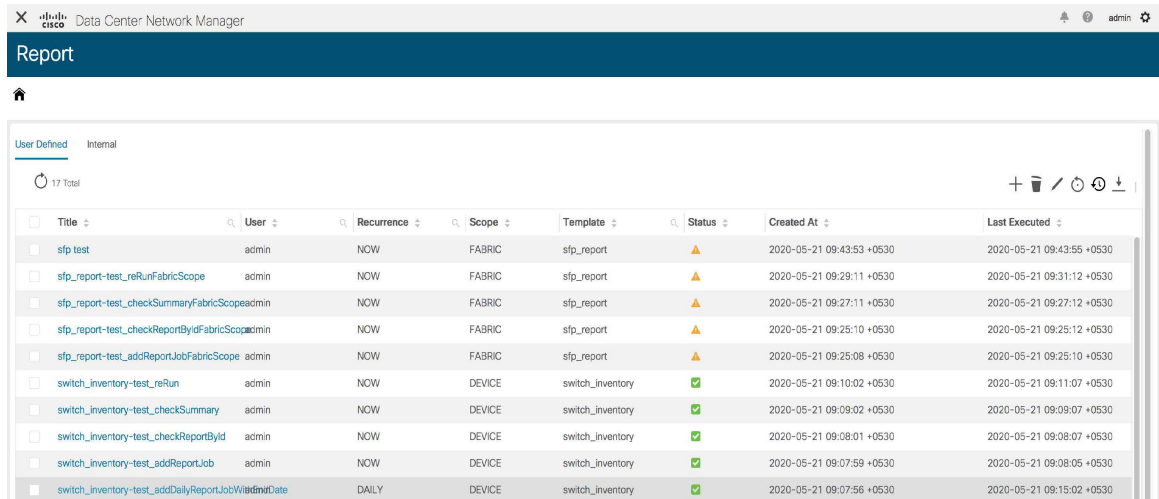 cisco Data Center Network Manager admin
Report
User Defined Internal
17 Total
Title User Recurrence Scope Template Status Created At Last Executed
sfp test admin NOW FABRIC sfp_report 2020-05-21 09:43:53 +0530 2020-05-21 09:43:55 +0530
sfp_report-test_reRunFabricScope admin NOW FABRIC sfp_report 2020-05-21 09:29:11 +0530 2020-05-21 09:31:12 +0530
sfp_report-test_checkSummaryFabricScope admin NOW FABRIC sfp_report 2020-05-21 09:27:11 +0530 2020-05-21 09:27:12 +0530
sfp_report-test_checkReportByIdFabricScope admin NOW FABRIC sfp_report 2020-05-21 09:25:10 +0530 2020-05-21 09:25:12 +0530
sfp_report-test_addReportJobFabricScope admin NOW FABRIC sfp_report 2020-05-21 09:25:08 +0530 2020-05-21 09:25:10 +0530
switch_inventory-test_reRun admin NOW DEVICE switch_inventory 2020-05-21 09:10:02 +0530 2020-05-21 09:11:07 +0530
switch_inventory-test_checkSummary admin NOW DEVICE switch_inventory 2020-05-21 09:09:02 +0530 2020-05-21 09:09:07 +0530
switch_inventory-test_checkReportById admin NOW DEVICE switch_inventory 2020-05-21 09:08:01 +0530 2020-05-21 09:08:07 +0530
switch_inventory-test_addReportJob admin NOW DEVICE switch_inventory 2020-05-21 09:07:59 +0530 2020-05-21 09:08:05 +0530
switch_inventory-test_addDailyReportJobWithEndDate admin DAILY DEVICE switch_inventory 2020-05-21 09:07:56 +0530 2020-05-21 09:15:02 +0530